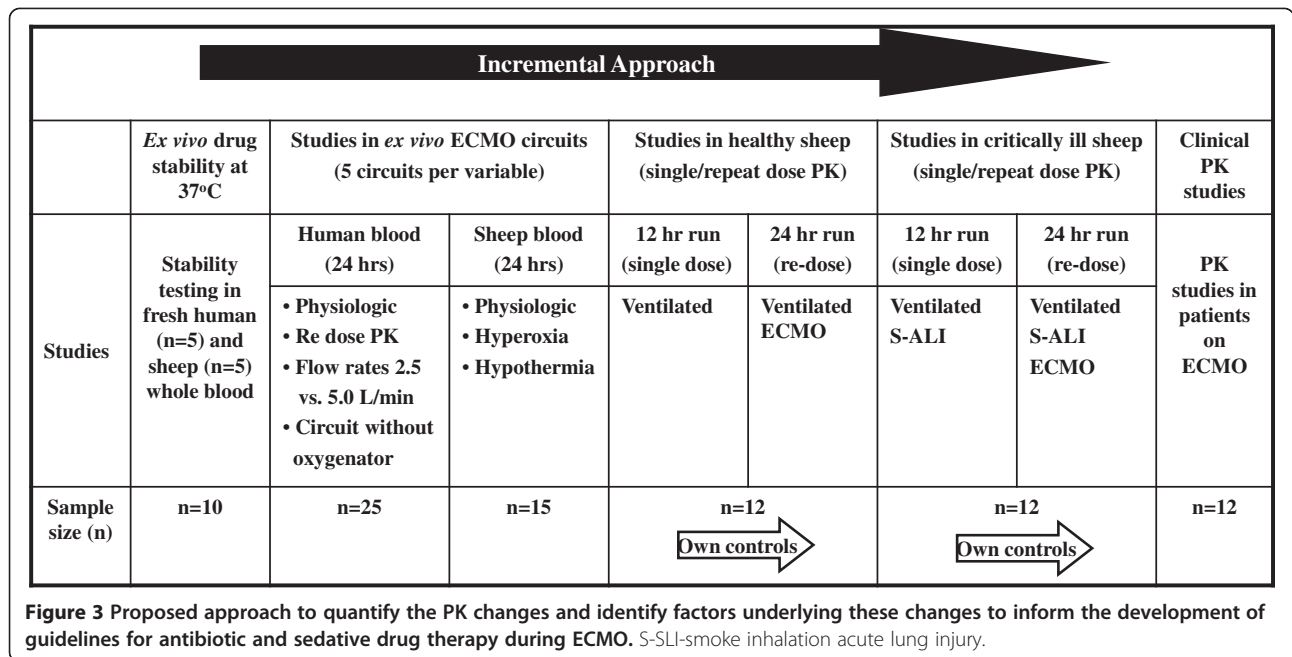 Incremental Approach
Ex vivo drug
stability at
37°C
Studies in ex vivo ECMO circuits
(5 circuits per variable)
Studies in healthy sheep
(single/repeat dose PK)
Studies in critically ill sheep
(single/repeat dose PK)
Clinical
PK
studies
Studies
Stability
testing in
fresh human
(n=5) and
sheep (n=5)
whole blood
Human blood
(24 hrs)
• Physiologic
• Re dose PK
• Flow rates 2.5
vs. 5.0 L/min
• Circuit without
oxygenator
Sheep blood
(24 hrs)
• Physiologic
• Hyperoxia
• Hypothermia
12 hr run
(single dose)
Ventilated
24 hr run
(re-dose)
Ventilated
ECMO
12 hr run
(single dose)
Ventilated
S-ALI
24 hr run
(re-dose)
Ventilated
S-ALI
ECMO
PK
studies in
patients
on
ECMO
Sample
size (n)
n=10
n=25
n=15
n=12
Own controls
n=12
Own controls
n=12
Figure 3 Proposed approach to quantify the PK changes and identify factors underlying these changes to inform the development of
guidelines for antibiotic and sedative drug therapy during ECMO. S-SLI-smoke inhalation acute lung injury.